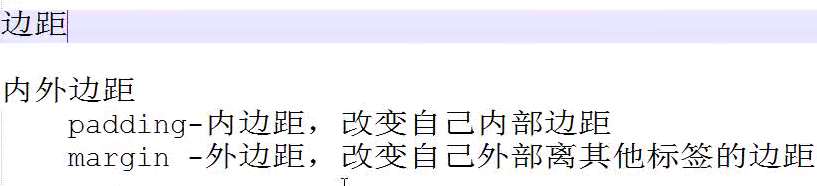 边距
内外边距
padding-内边距，改变自己内部边距
margin -外边距，改变自己外部离其他标签的边距